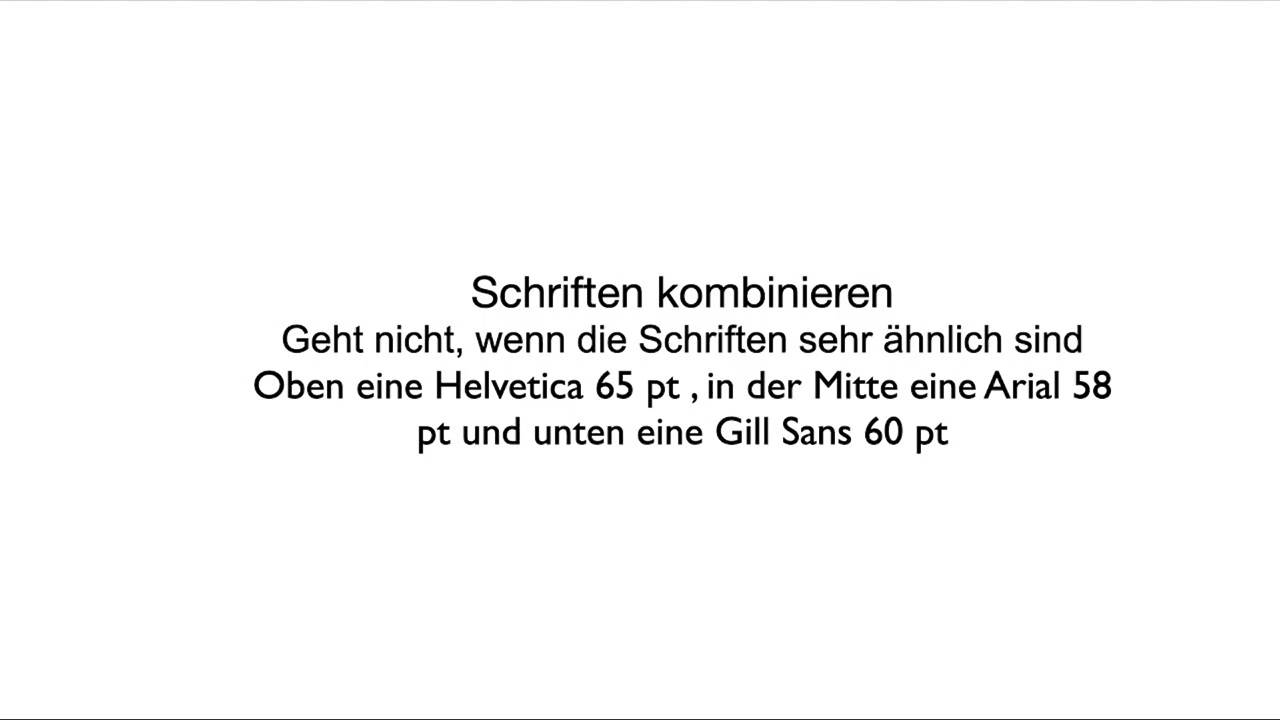 Schriften kombinieren
Geht nicht, wenn die Schriften sehr ähnlich sind
Oben eine Helvetica 65 pt , in der Mitte eine Arial 58
pt und unten eine Gill Sans 60 pt